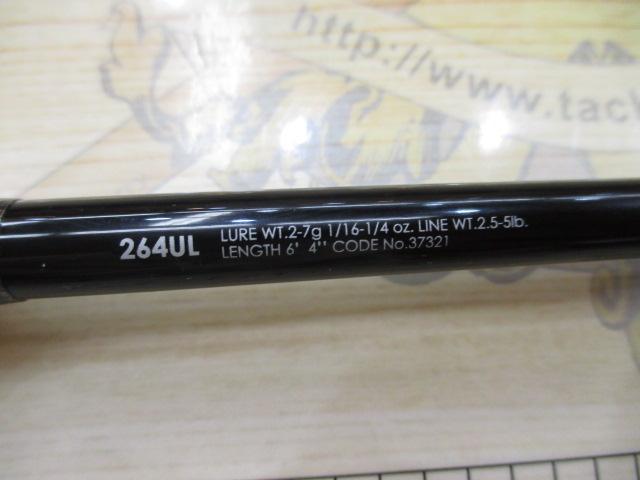 http://www.tac
264UL
LURE WT.2-7g 1/16-1/4 oz. LINE WT.2.5-5lb.
LENGTH 6' 4'' CODE No.37321